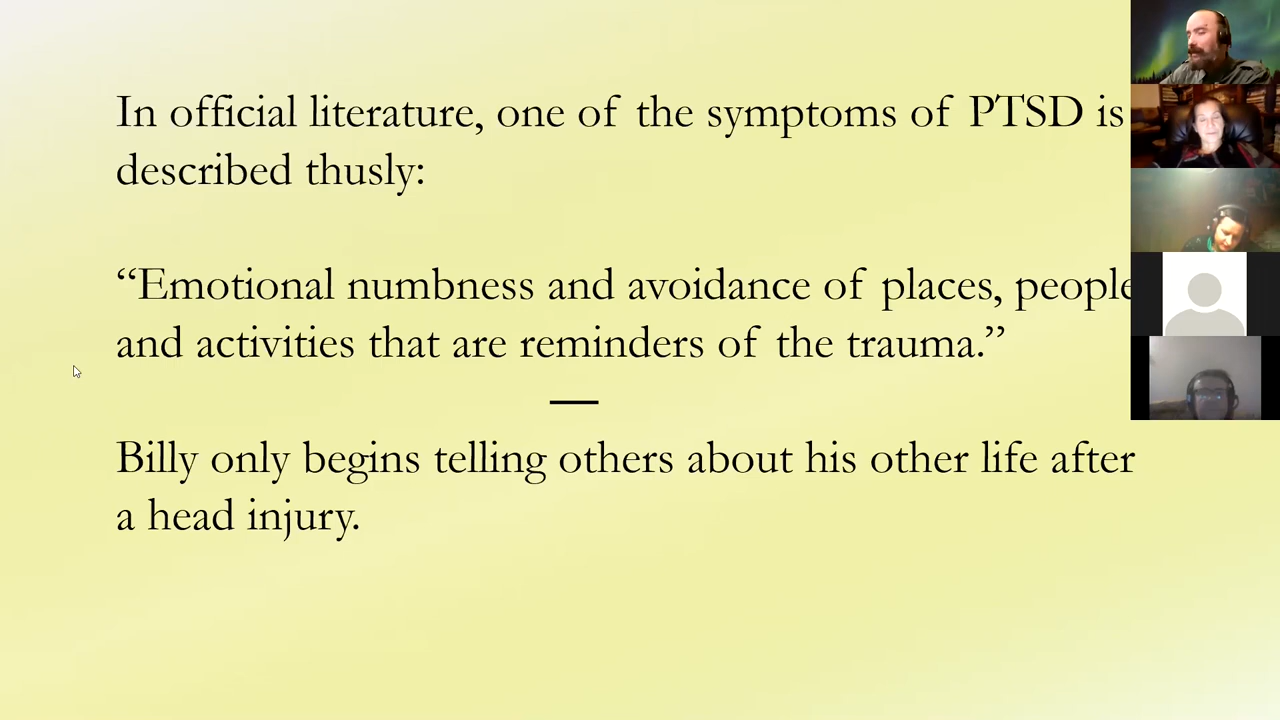 In official literature, one of the symptoms of PTSD is
described thusly:
“Emotional numbness and avoidance of places, people
and activities that are reminders of the trauma.”
Billy only begins telling others about his other life after
a head injury.